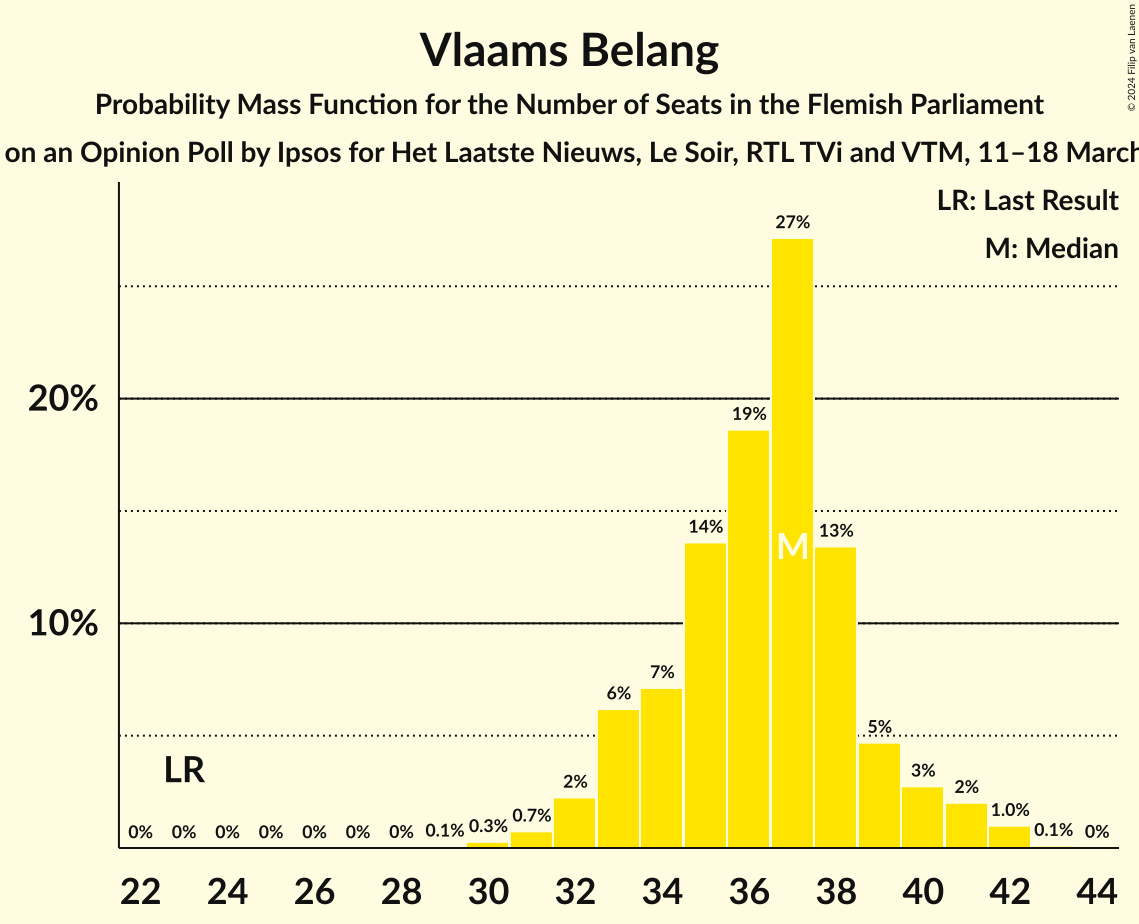 © 2024 Filip van Laenen
Vlaams Belang
Probability Mass Function for the Number of Seats in the Flemish Parliament
on an Opinion Poll by Ipsos for Het Laatste Nieuws, Le Soir, RTL TVi and VTM, 11–18 March
LR: Last Result
M: Median
27%
20%
19%
14%
M
13%
10%
7%
6%
5%
LR
3%
2%
2%
1.0%
0% 0% 0% 0% 0% 0% 0% 0.1% 0.3% 0.7% 0.1% 0%
22 24 26 28 30 32 34 36 38 40 42 44